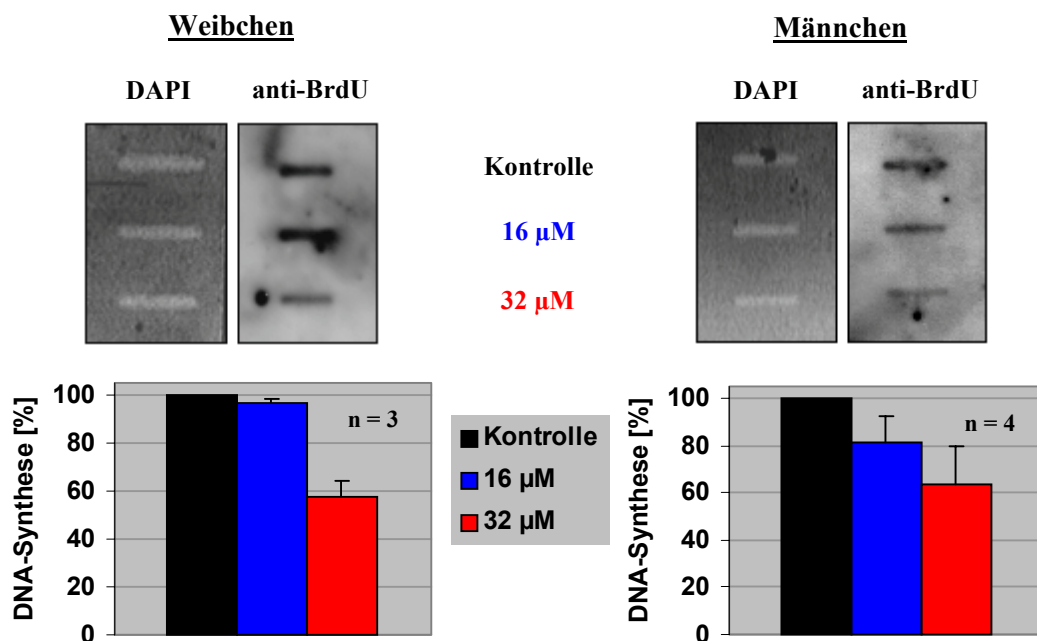 Weibchen
Männchen
DAPI anti-BrdU
DAPI anti-BrdU
Kontrolle
16 µM
32 µM
DNA-Synthese [%]
100
80
60
40
20
0
n = 3
Kontrolle
16 µM
32 µM
DNA-Synthese [%]
100
80
60
40
20
0
n = 4